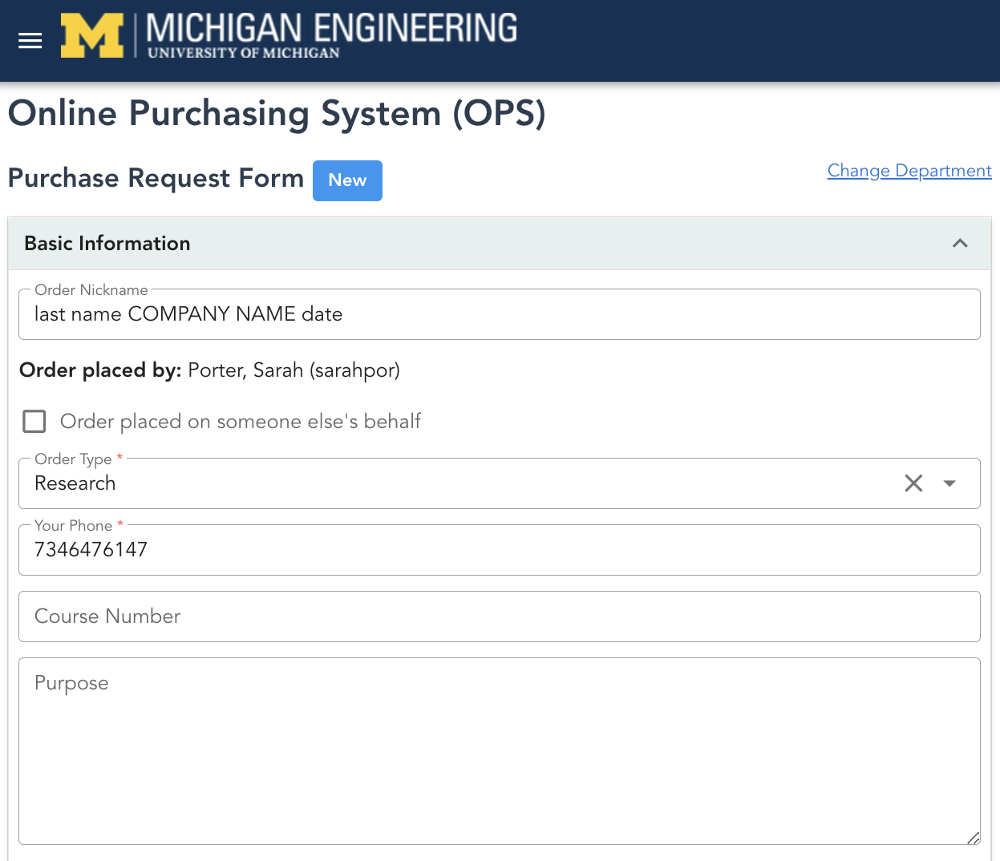 MICHIGAN ENGINEERING
UNIVERSITY OF MICHIGAN
Online Purchasing System (OPS)
Purchase Request Form New
Change Department
Basic Information
Order Nickname
last name COMPANY NAME date
Order placed by: Porter, Sarah (sarahpor)
Order placed on someone else's behalf
Order Type *
Research
Your Phone *
7346476147
Course Number
Purpose